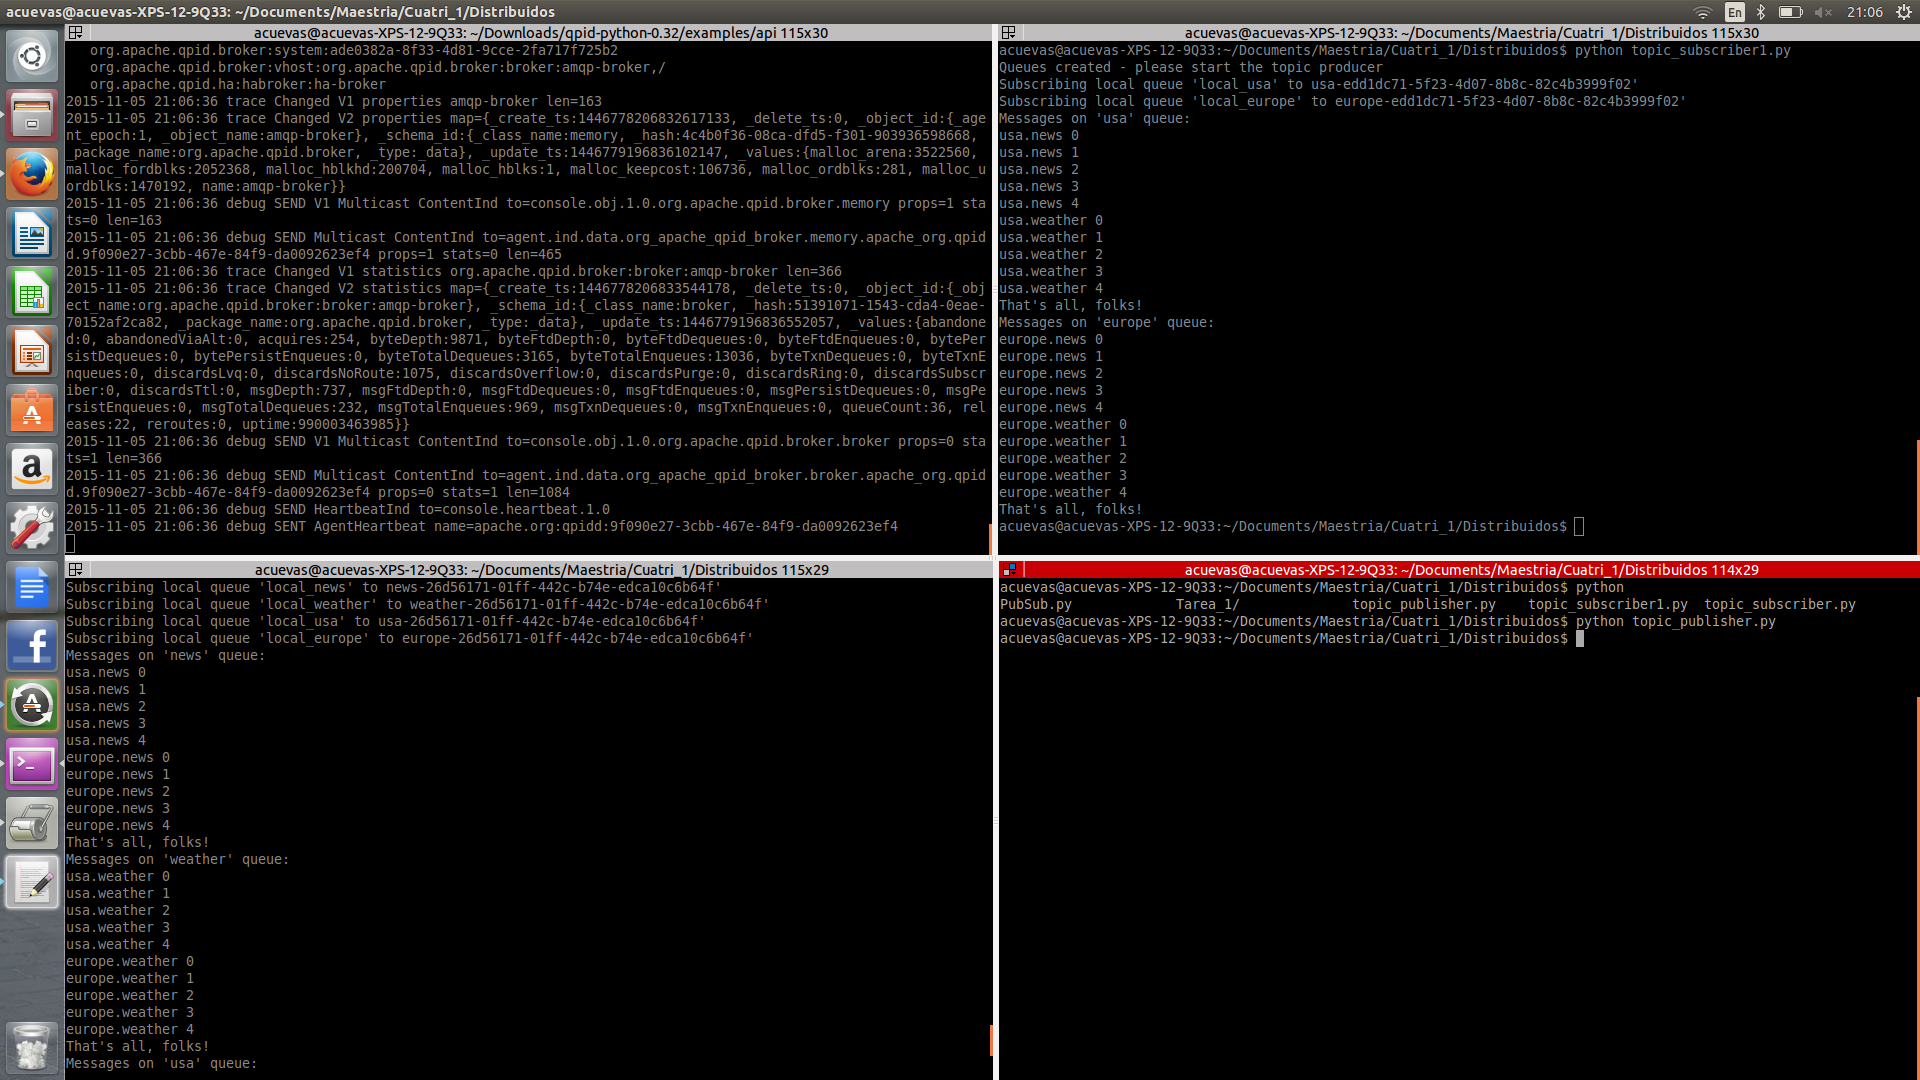 acuevas@acuevas-XPS-12-9Q33: ~/Documents/Maestria/Cuatri_1/Distribuidos
En
21:06
acuevas@acuevas-XPS-12-9Q33: ~/Downloads/qpid-python-0.32/examples/api 115x30
org.apache.qpid.broker:system:ade0382a-8f33-4d81-9cce-2fa717f725b2
org.apache.qpid.broker:vhost:org.apache.qpid.broker:broker:amqp-broker,/
org.apache.qpid.ha:habroker:ha-broker
2015-11-05 21:06:36 trace Changed V1 properties amqp-broker len=163
2015-11-05 21:06:36 trace Changed V2 properties map={_create_ts:1446778206832617133, _delete_ts:0, _object_id:{_age
nt_epoch:1, _object_name:amqp-broker}, _schema_id:{_class_name:memory, _hash:4c4b0f36-08ca-dfd5-f301-903936598668,
_package_name:org.apache.qpid.broker, _type:_data}, _update_ts:1446779196836102147, _values:{malloc_arena:3522560,
malloc_fordblks:2052368, malloc_hblkhd:200704, malloc_hblks:1, malloc_keepcost:106736, malloc_ordblks:281, malloc_u
ordblks:1470192, name:amqp-broker}}
2015-11-05 21:06:36 debug SEND V1 Multicast ContentInd to=console.obj.1.0.org.apache.qpid.broker.memory props=1 sta
ts=0 len=163
2015-11-05 21:06:36 debug SEND Multicast ContentInd to=agent.ind.data.org_apache_qpid_broker.memory.apache_org.qpid
d.9f090e27-3cbb-467e-84f9-da0092623ef4 props=1 stats=0 len=465
2015-11-05 21:06:36 trace Changed V1 statistics org.apache.qpid.broker:broker:amqp-broker len=366
2015-11-05 21:06:36 trace Changed V2 statistics map={_create_ts:1446778206833544178, _delete_ts:0, _object_id:{_obj
ect_name:org.apache.qpid.broker:broker:amqp-broker}, _schema_id:{_class_name:broker, _hash:51391071-1543-cda4-0eae-
70152af2ca82, _package_name:org.apache.qpid.broker, _type:_data}, _update_ts:1446779196836552057, _values:{abandone
d:0, abandonedViaAlt:0, acquires:254, byteDepth:9871, byteFtdDepth:0, byteFtdDequeues:0, byteFtdEnqueues:0, bytePer
sistDequeues:0, bytePersistEnqueues:0, byteTotalDequeues:3165, byteTotalEnqueues:13036, byteTxnDequeues:0, byteTxnE
nqueues:0, discardsLvq:0, discardsNoRoute:1075, discardsOverflow:0, discardsPurge:0, discardsRing:0, discardsSubscr
iber:0, discardsTtl:0, msgDepth:737, msgFtdDepth:0, msgFtdDequeues:0, msgFtdEnqueues:0, msgPersistDequeues:0, msgPe
rsistEnqueues:0, msgTotalDequeues:232, msgTotalEnqueues:969, msgTxnDequeues:0, msgTxnEnqueues:0, queueCount:36, rel
eases:22, reroutes:0, uptime:990003463985}}
2015-11-05 21:06:36 debug SEND V1 Multicast ContentInd to=console.obj.1.0.org.apache.qpid.broker.broker props=0 sta
ts=1 len=366
2015-11-05 21:06:36 debug SEND Multicast ContentInd to=agent.ind.data.org_apache_qpid_broker.broker.apache_org.qpid
d.9f090e27-3cbb-467e-84f9-da0092623ef4 props=0 stats=1 len=1084
2015-11-05 21:06:36 debug SEND HeartbeatInd to=console.heartbeat.1.0
2015-11-05 21:06:36 debug SENT AgentHeartbeat name=apache.org:qpidd:9f090e27-3cbb-467e-84f9-da0092623ef4
acuevas@acuevas-XPS-12-9Q33: ~/Documents/Maestria/Cuatri_1/Distribuidos 115x30
acuevas@acuevas-XPS-12-9Q33:~/Documents/Maestria/Cuatri_1/Distribuidos$ python topic_subscriber1.py
Queues created - please start the topic producer
Subscribing local queue 'local_usa' to usa-edd1dc71-5f23-4d07-8b8c-82c4b3999f02'
Subscribing local queue 'local_europe' to europe-edd1dc71-5f23-4d07-8b8c-82c4b3999f02'
Messages on 'usa' queue:
usa.news 0
usa.news 1
usa.news 2
usa.news 3
usa.news 4
usa.weather 0
usa.weather 1
usa.weather 2
usa.weather 3
usa.weather 4
That's all, folks!
Messages on 'europe' queue:
europe.news 0
europe.news 1
europe.news 2
europe.news 3
europe.news 4
europe.weather 0
europe.weather 1
europe.weather 2
europe.weather 3
europe.weather 4
That's all, folks!
acuevas@acuevas-XPS-12-9Q33:~/Documents/Maestria/Cuatri_1/Distribuidos$
acuevas@acuevas-XPS-12-9Q33: ~/Documents/Maestria/Cuatri_1/Distribuidos 115x29
Subscribing local queue 'local_news' to news-26d56171-01ff-442c-b74e-edca10c6b64f'
Subscribing local queue 'local_weather' to weather-26d56171-01ff-442c-b74e-edca10c6b64f'
Subscribing local queue 'local_usa' to usa-26d56171-01ff-442c-b74e-edca10c6b64f'
Subscribing local queue 'local_europe' to europe-26d56171-01ff-442c-b74e-edca10c6b64f'
Messages on 'news' queue:
usa.news 0
usa.news 1
usa.news 2
usa.news 3
usa.news 4
europe.news 0
europe.news 1
europe.news 2
europe.news 3
europe.news 4
That's all, folks!
Messages on 'weather' queue:
usa.weather 0
usa.weather 1
usa.weather 2
usa.weather 3
usa.weather 4
europe.weather 0
europe.weather 1
europe.weather 2
europe.weather 3
europe.weather 4
That's all, folks!
Messages on 'usa' queue:
acuevas@acuevas-XPS-12-9Q33: ~/Documents/Maestria/Cuatri_1/Distribuidos 114x29
acuevas@acuevas-XPS-12-9Q33:~/Documents/Maestria/Cuatri_1/Distribuidos$ python
PubSub.py Tarea_1/ topic_publisher.py topic_subscriber1.py topic_subscriber.py
acuevas@acuevas-XPS-12-9Q33:~/Documents/Maestria/Cuatri_1/Distribuidos$ python topic_publisher.py
acuevas@acuevas-XPS-12-9Q33:~/Documents/Maestria/Cuatri_1/Distribuidos$